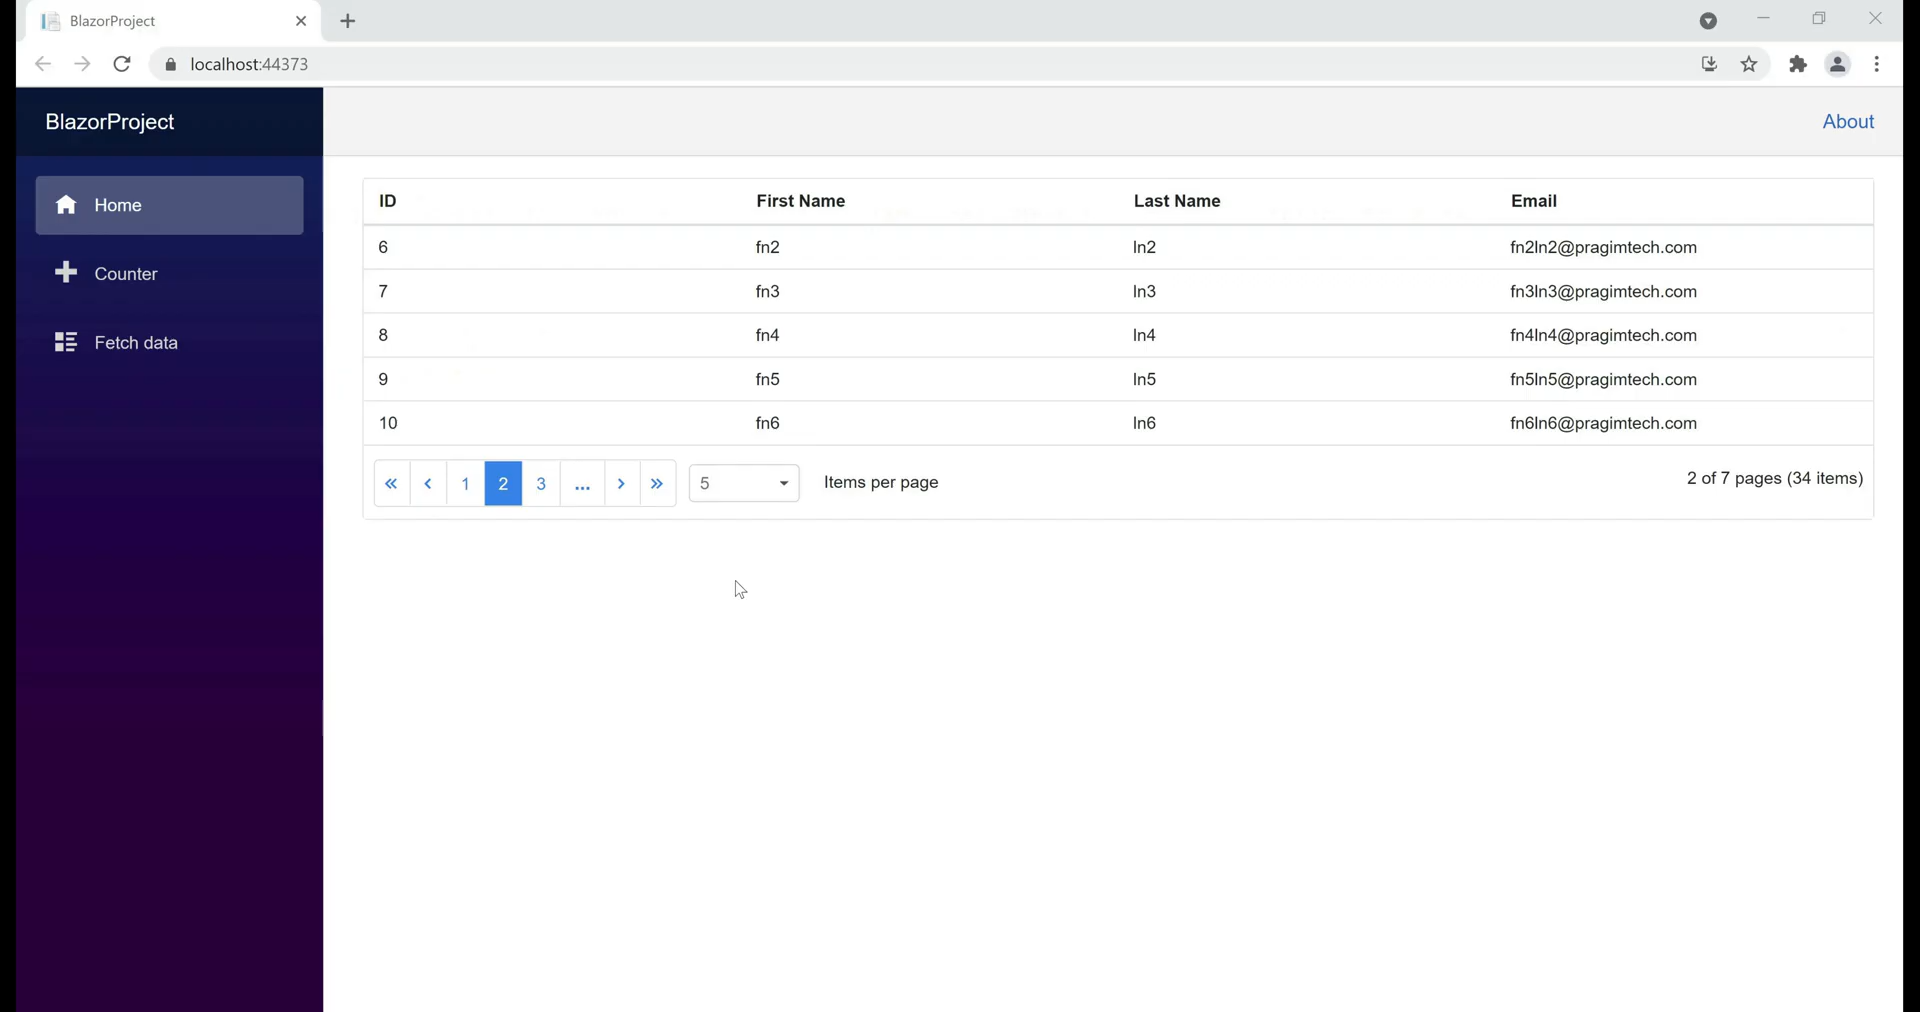 BlazorProject
localhost:44373
BlazorProject
About
Home
Counter
Fetch data
ID First Name Last Name Email
6 fn2 ln2 fn2ln2@pragimtech.com
7 fn3 ln3 fn3ln3@pragimtech.com
8 fn4 ln4 fn4ln4@pragimtech.com
9 fn5 ln5 fn5ln5@pragimtech.com
10 fn6 ln6 fn6ln6@pragimtech.com
« ‹ 1 2 3 ... › » 5 Items per page 2 of 7 pages (34 items)